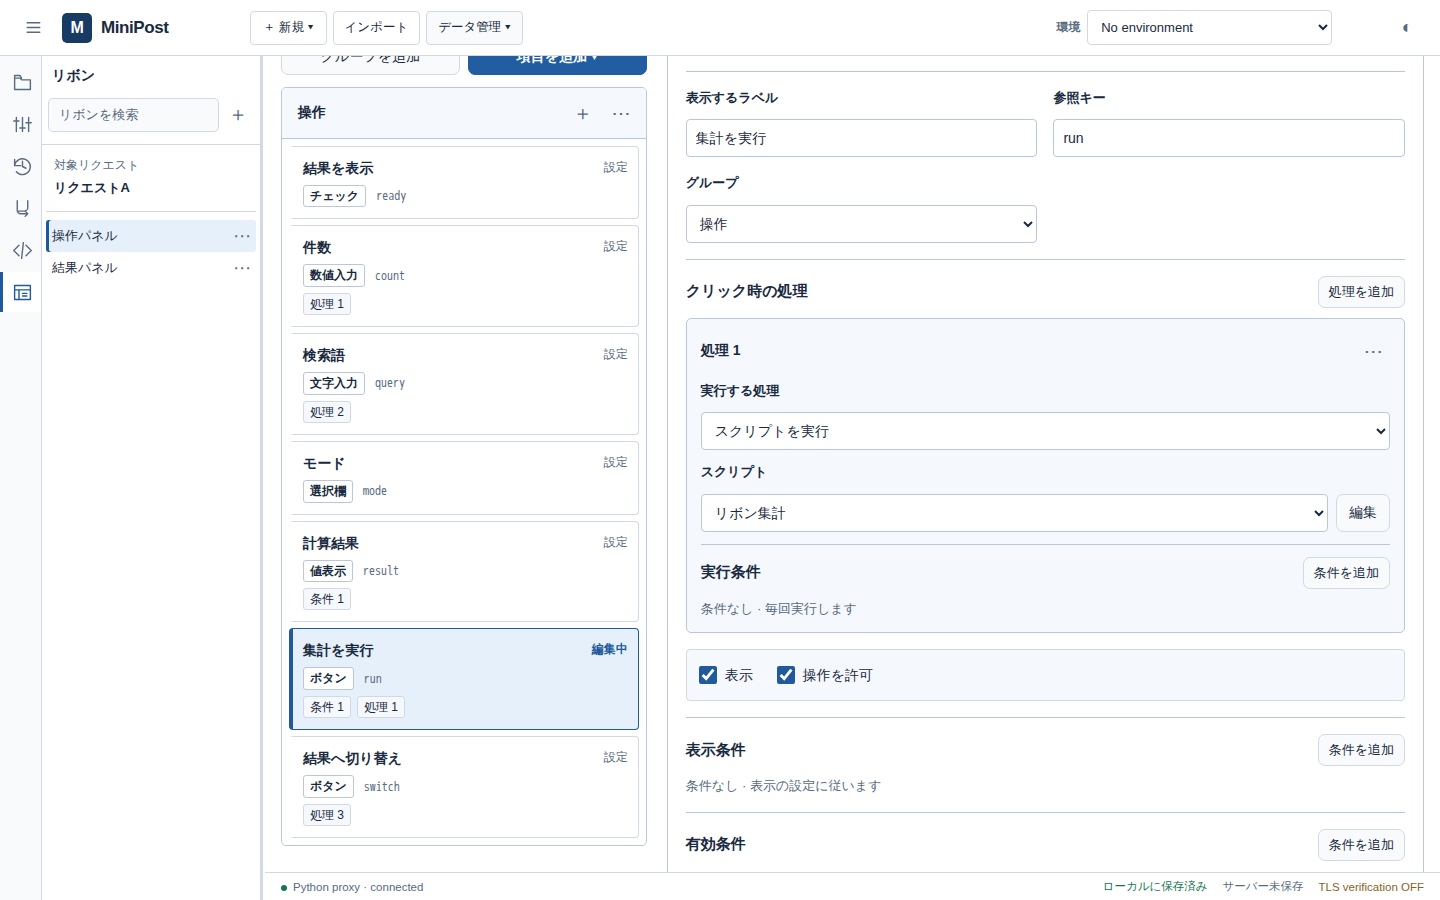 M MiniPost
＋ 新規 ▾
インポート
データ管理 ▾
環境
No environment
リボン
リボンを検索
＋
対象リクエスト
リクエストA
操作パネル ···
結果パネル ···
グループを追加
項目を追加 ▾
操作
＋ ···
結果を表示 設定
チェック ready
件数 設定
数値入力 count
処理 1
検索語 設定
文字入力 query
処理 2
モード 設定
選択欄 mode
計算結果 設定
値表示 result
条件 1
集計を実行 編集中
ボタン run
条件 1 処理 1
結果へ切り替え 設定
ボタン switch
処理 3
表示するラベル
参照キー
集計を実行
run
グループ
操作
クリック時の処理
処理を追加
処理 1 ···
実行する処理
スクリプトを実行
スクリプト
リボン集計
編集
実行条件
条件を追加
条件なし · 毎回実行します
表示 操作を許可
表示条件
条件を追加
条件なし · 表示の設定に従います
有効条件
条件を追加
Python proxy · connected
ローカルに保存済み サーバー未保存 TLS verification OFF